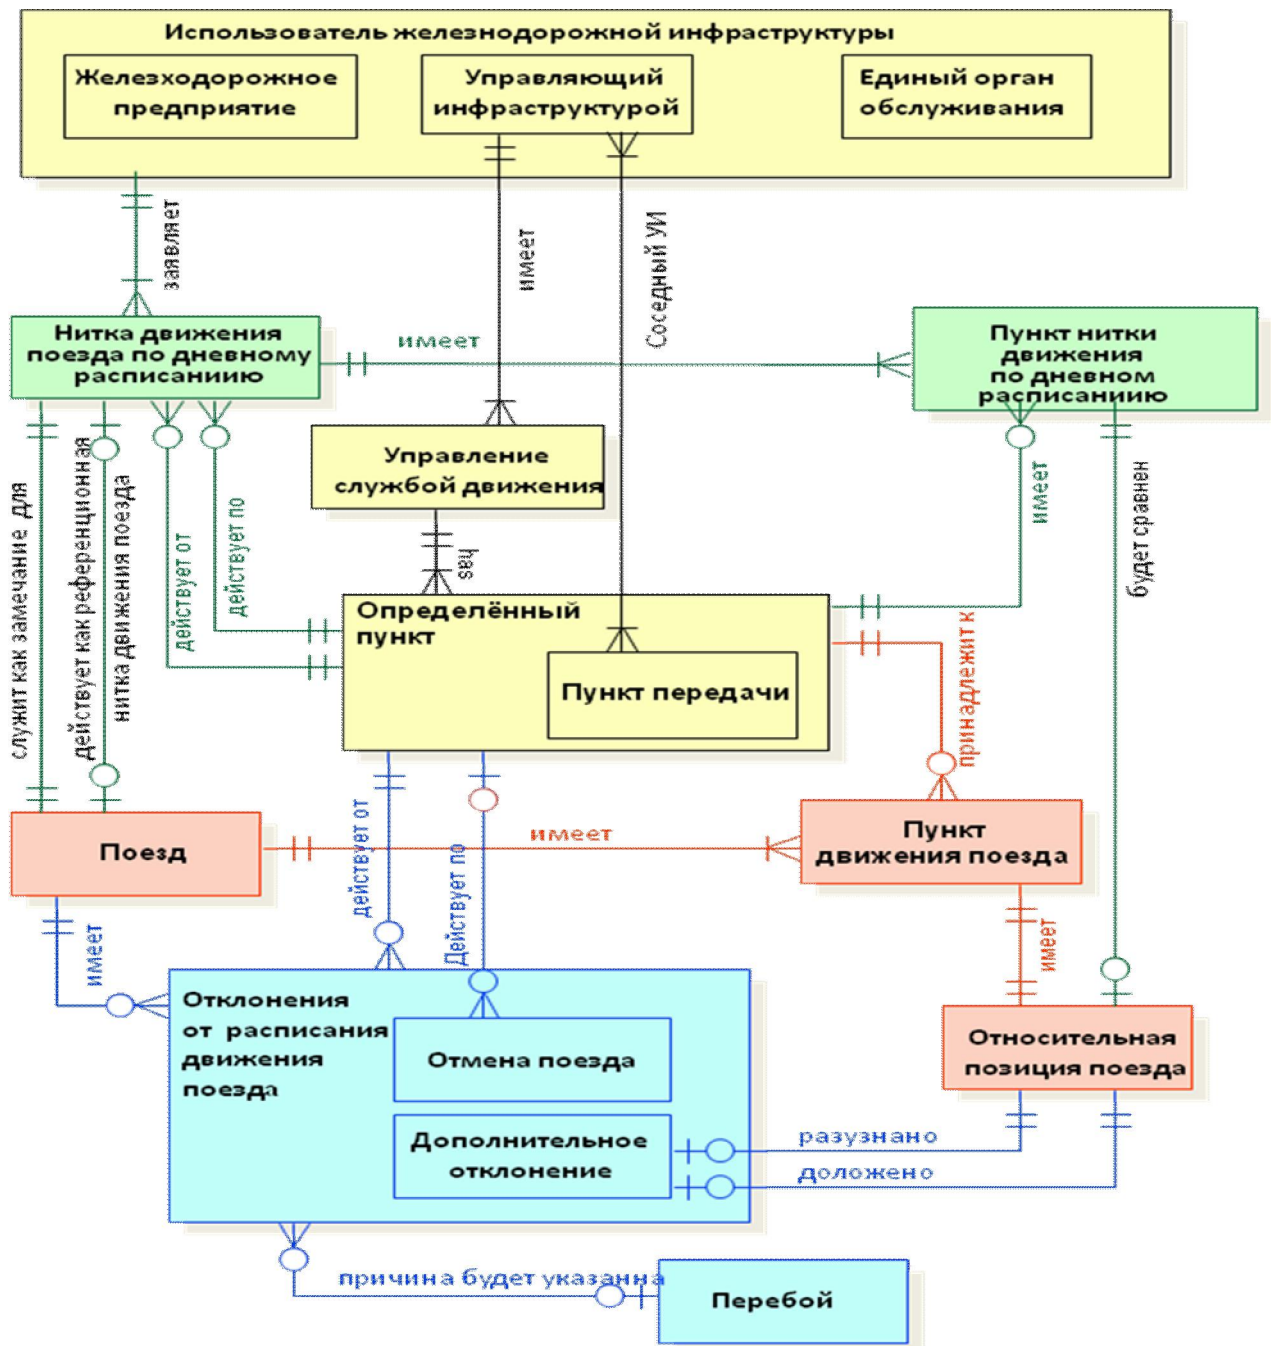 Использователь железнодорожной инфраструктуры
Железходорожное
предприятие
Управляющий
инфраструктурой
Единый орган
обслуживания
заявляет
имеет
Соседный УИ
Нитка движения
поезда по дневному
расписаниию
имеет
Пункт нитки
движения
по дневном
расписаниию
Управление
службой движения
has
служит как замечание для
действует как референционная
нитка движения поезда
действует от
действует по
имеет
будет сравнен
Определённый
пункт
Пункт передачи
принадлежит к
Поезд
имеет
Пункт
движения поезда
действует от
Действует по
имеет
имеет
Отклонения
от расписания
движения
поезда
Отмена поезда
Относительная
позиция поезда
Дополнительное
отклонение
разузнано
доложено
причина будет указанна
Перебой